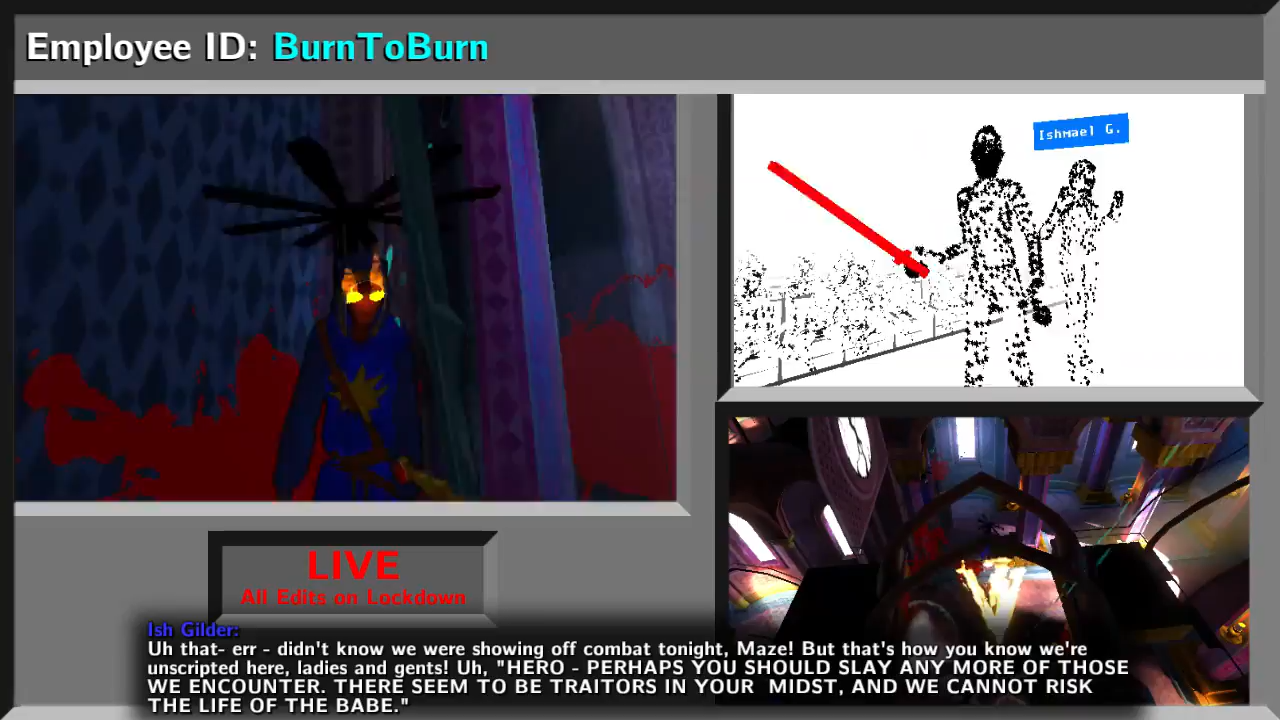 Employee ID: BurnToBurn
Ishmael G.
LIVE
All Edits on Lockdown
Ish Gilder:
Uh that- err - didn't know we were showing off combat tonight, Maze! But that's how you know we're
unscripted here, ladies and gents! Uh, "HERO - PERHAPS YOU SHOULD SLAY ANY MORE OF THOSE
WE ENCOUNTER. THERE SEEM TO BE TRAITORS IN YOUR  MIDST, AND WE CANNOT RISK
THE LIFE OF THE BABE."